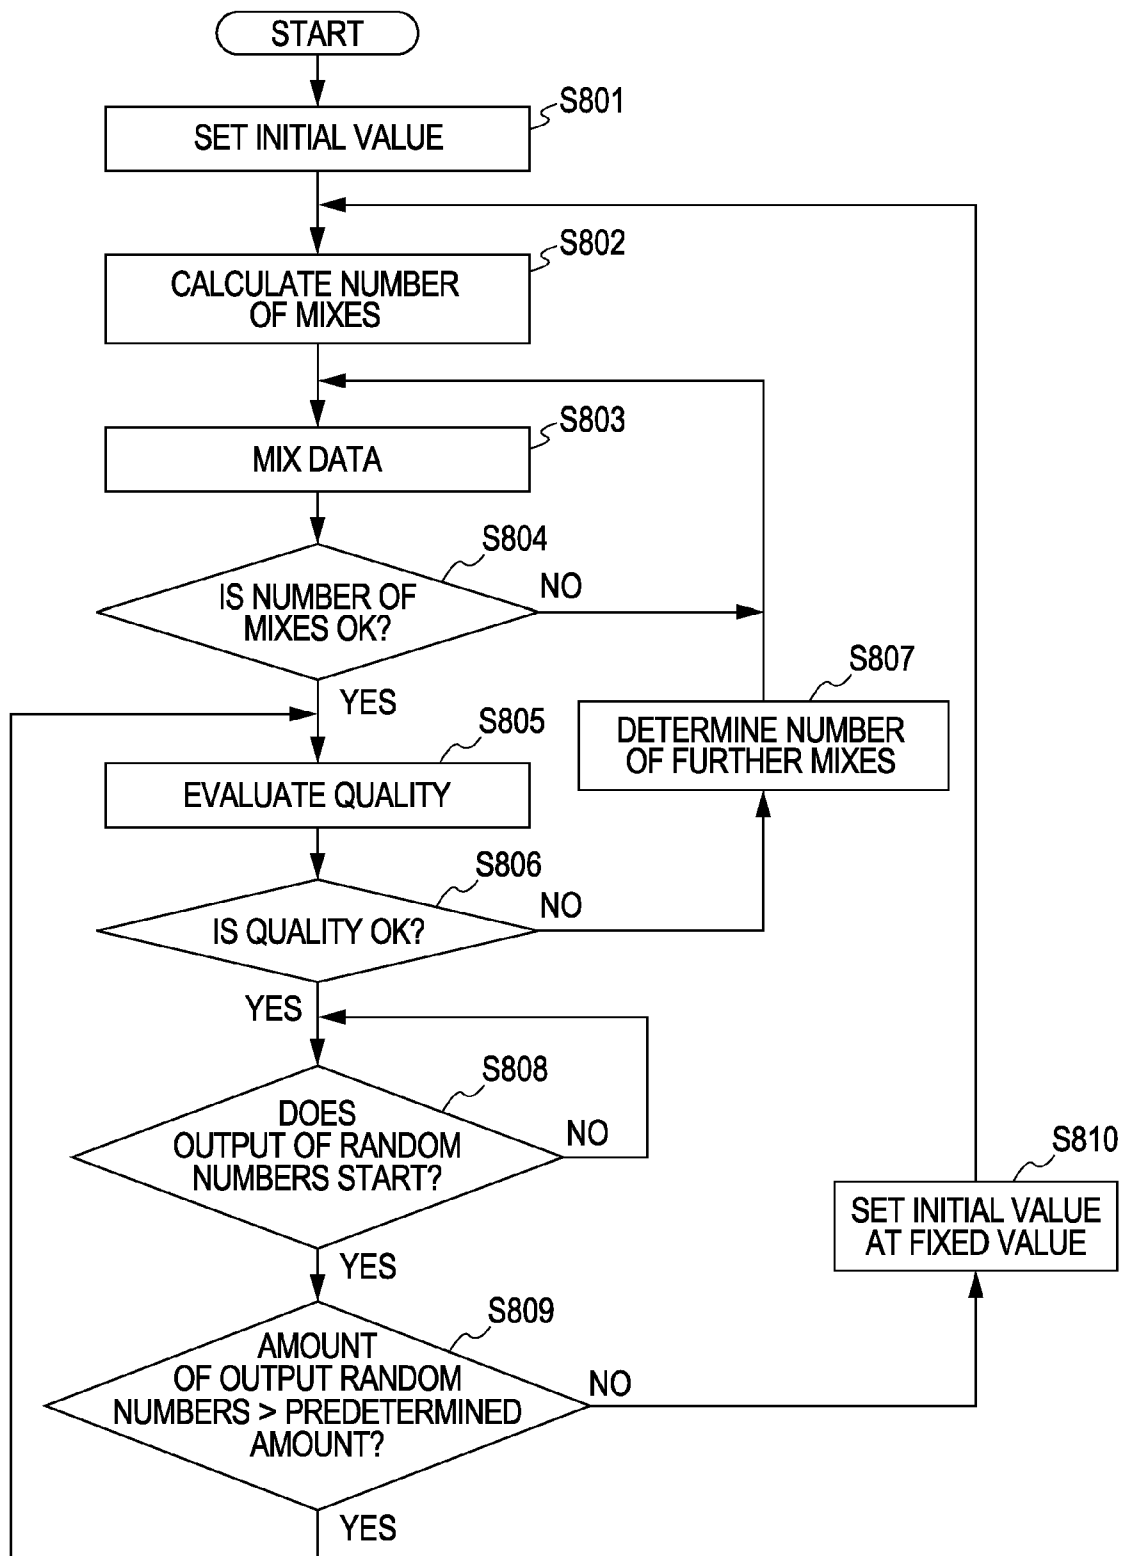 START
S801
SET INITIAL VALUE
S802
CALCULATE NUMBER
OF MIXES
S803
MIX DATA
S804
IS NUMBER OF
MIXES OK?
NO
YES
S807
DETERMINE NUMBER
OF FURTHER MIXES
S805
EVALUATE QUALITY
S806
IS QUALITY OK?
NO
YES
S808
DOES
OUTPUT OF RANDOM
NUMBERS START?
NO
YES
S810
SET INITIAL VALUE
AT FIXED VALUE
S809
AMOUNT
OF OUTPUT RANDOM
NUMBERS > PREDETERMINED
AMOUNT?
NO
YES